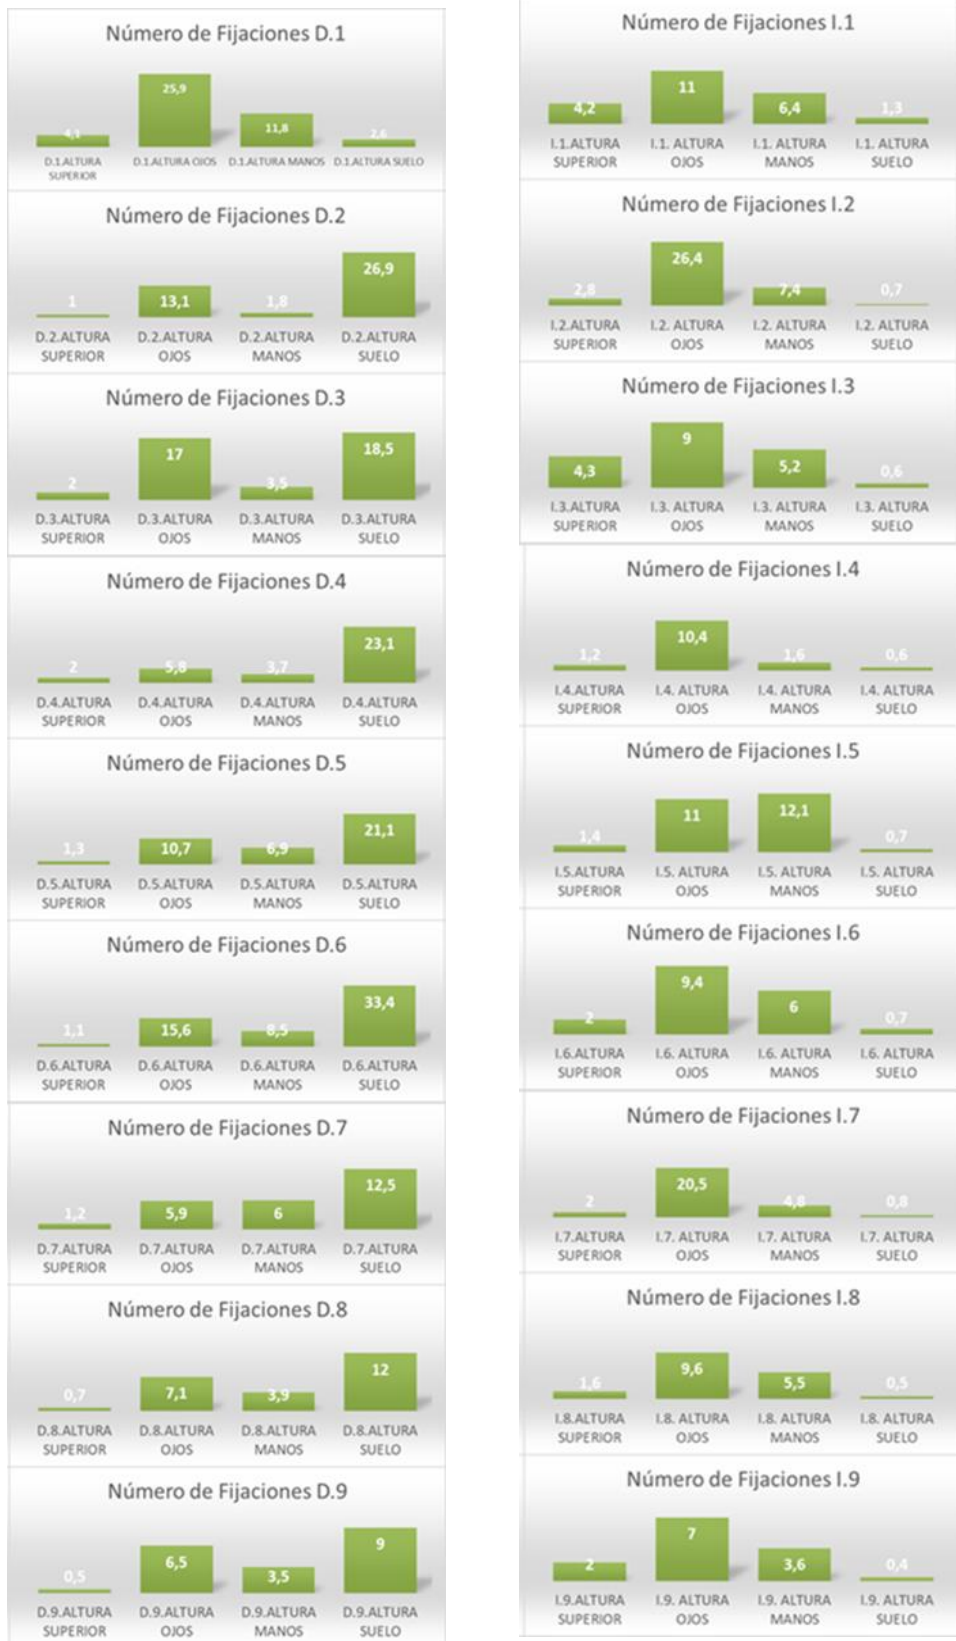 Número de Fijaciones D.1
4,1 25,9 11,8 2,6
D.1.ALTURA SUPERIOR D.1.ALTURA OJOS D.1.ALTURA MANOS D.1.ALTURA SUELO
Número de Fijaciones D.2
1 13,1 1,8 26,9
D.2.ALTURA D.2.ALTURA D.2.ALTURA D.2.ALTURA
SUPERIOR OJOS MANOS SUELO
Número de Fijaciones D.3
2 17 3,5 18,5
D.3.ALTURA D.3.ALTURA D.3.ALTURA D.3.ALTURA
SUPERIOR OJOS MANOS SUELO
Número de Fijaciones D.4
2 5,8 3,7 23,1
D.4.ALTURA D.4.ALTURA D.4.ALTURA D.4.ALTURA
SUPERIOR OJOS MANOS SUELO
Número de Fijaciones D.5
1,3 10,7 6,9 21,1
D.5.ALTURA D.5.ALTURA D.5.ALTURA D.5.ALTURA
SUPERIOR OJOS MANOS SUELO
Número de Fijaciones D.6
1,1 15,6 8,5 33,4
D.6.ALTURA D.6.ALTURA D.6.ALTURA D.6.ALTURA
SUPERIOR OJOS MANOS SUELO
Número de Fijaciones D.7
1,2 5,9 6 12,5
D.7.ALTURA D.7.ALTURA D.7.ALTURA D.7.ALTURA
SUPERIOR OJOS MANOS SUELO
Número de Fijaciones D.8
0,7 7,1 3,9 12
D.8.ALTURA D.8.ALTURA D.8.ALTURA D.8.ALTURA
SUPERIOR OJOS MANOS SUELO
Número de Fijaciones D.9
0,5 6,5 3,5 9
D.9.ALTURA D.9.ALTURA D.9.ALTURA D.9.ALTURA
SUPERIOR OJOS MANOS SUELO
Número de Fijaciones I.1
4,2 11 6,4 1,3
I.1.ALTURA I.1. ALTURA I.1. ALTURA I.1. ALTURA
SUPERIOR OJOS MANOS SUELO
Número de Fijaciones I.2
2,8 26,4 7,4 0,7
I.2.ALTURA I.2. ALTURA I.2. ALTURA I.2. ALTURA
SUPERIOR OJOS MANOS SUELO
Número de Fijaciones I.3
4,3 9 5,2 0,6
I.3.ALTURA I.3. ALTURA I.3. ALTURA I.3. ALTURA
SUPERIOR OJOS MANOS SUELO
Número de Fijaciones I.4
1,2 10,4 1,6 0,6
I.4.ALTURA I.4. ALTURA I.4. ALTURA I.4. ALTURA
SUPERIOR OJOS MANOS SUELO
Número de Fijaciones I.5
1,4 11 12,1 0,7
I.5.ALTURA I.5. ALTURA I.5. ALTURA I.5. ALTURA
SUPERIOR OJOS MANOS SUELO
Número de Fijaciones I.6
2 9,4 6 0,7
I.6.ALTURA I.6. ALTURA I.6. ALTURA I.6. ALTURA
SUPERIOR OJOS MANOS SUELO
Número de Fijaciones I.7
2 20,5 4,8 0,8
I.7.ALTURA I.7. ALTURA I.7. ALTURA I.7. ALTURA
SUPERIOR OJOS MANOS SUELO
Número de Fijaciones I.8
1,6 9,6 5,5 0,5
I.8.ALTURA I.8. ALTURA I.8. ALTURA I.8. ALTURA
SUPERIOR OJOS MANOS SUELO
Número de Fijaciones I.9
2 7 3,6 0,4
I.9.ALTURA I.9. ALTURA I.9. ALTURA I.9. ALTURA
SUPERIOR OJOS MANOS SUELO